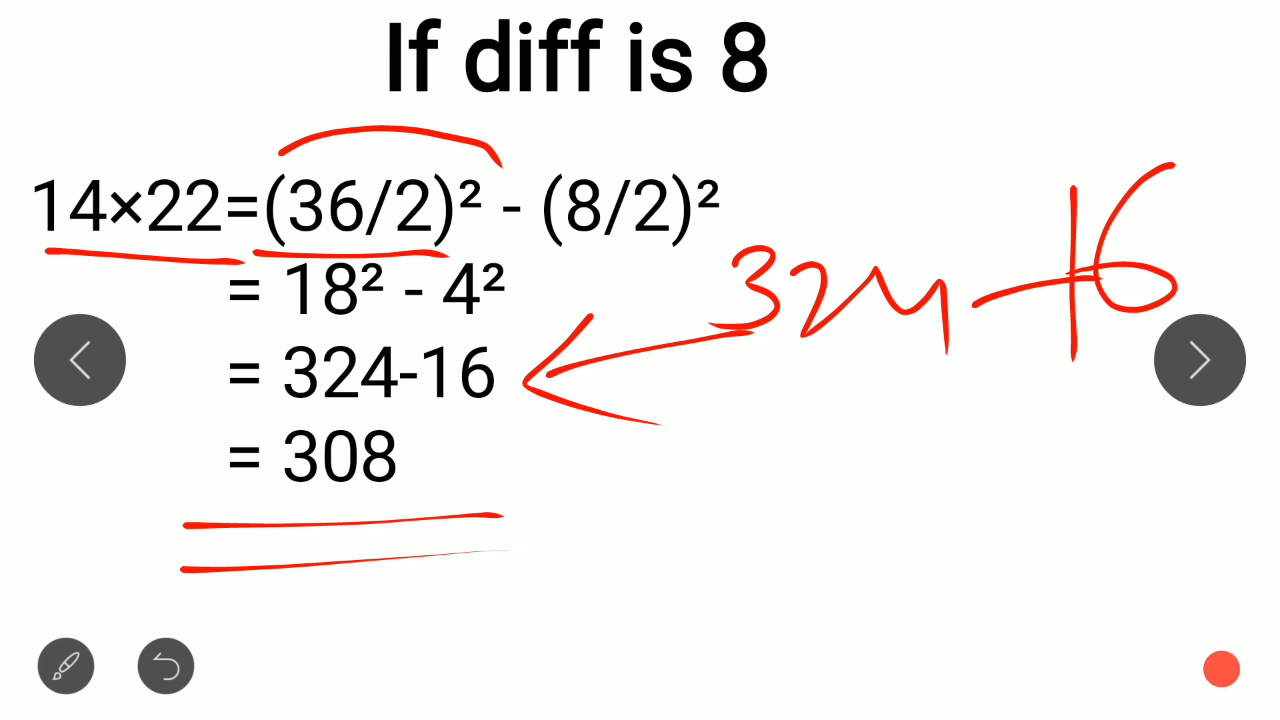 If diff is 8
14×22=(36/2)² - (8/2)²
= 18² - 4²
324-16
= 324-16
= 308